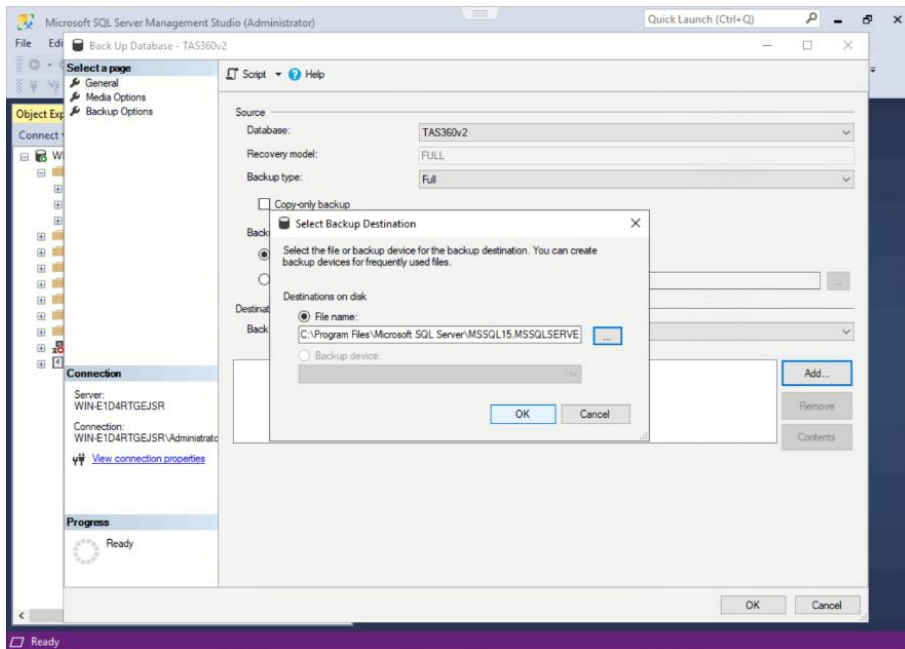 Microsoft SQL Server Management Studio (Administrator)
Quick Launch (Ctrl+Q)
File
Back Up Database - TAS360v2
Select a page
General
Media Options
Backup Options
Script
Help
Object
Connect
Source
Database:
TAS360v2
Recovery model:
FULL
Backup type:
Full
Copy-only backup
Back
Select Backup Destination
Select the file or backup device for the backup destination. You can create
backup devices for frequently used files.
Destinations on disk
File name:
C:\Program Files\Microsoft SQL Server\MSSQL15.MSSQLSERVE
...
Backup device:
OK
Cancel
Destinat
Back
Add...
Remove
Contents
Connection
Server:
WIN-E1D4RTGEJSR
Connection:
WIN-E1D4RTGEJSR\Administrato
View connection properties
Progress
Ready
OK
Cancel
Ready